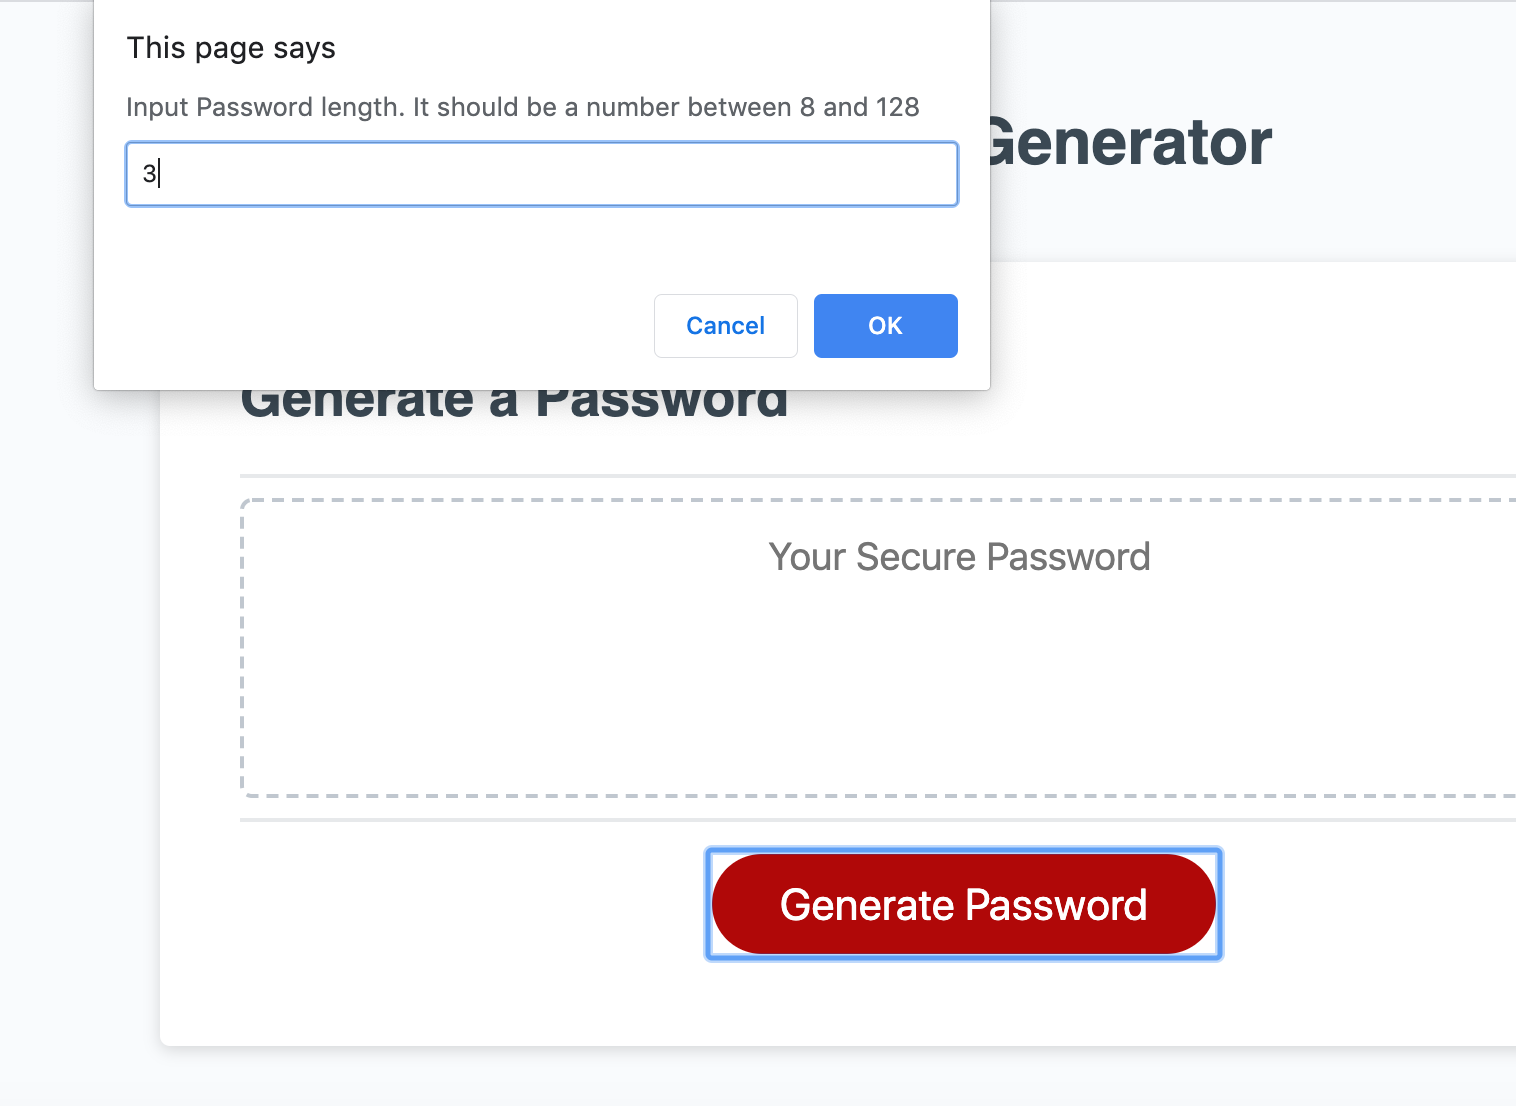 This page says
Input Password length. It should be a number between 8 and 128
Generator
3
Cancel OK
Generate a Password
Your Secure Password
Generate Password